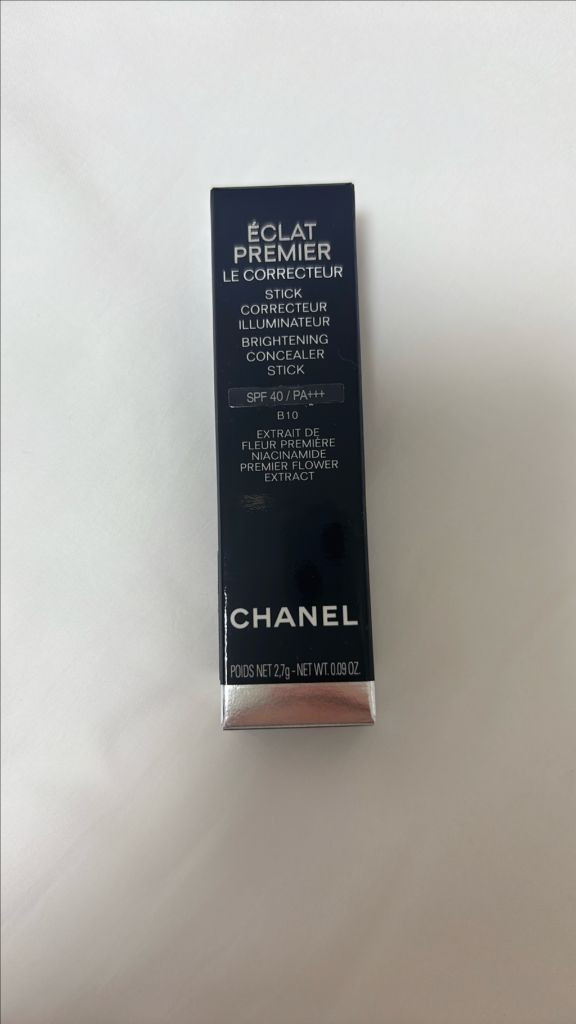 ÉCLAT
PREMIER
LE CORRECTEUR
STICK
CORRECTEUR
ILLUMINATEUR
BRIGHTENING
CONCEALER
STICK
SPF 40 / PA+++
B10
EXTRAIT DE
FLEUR PREMIÈRE
NIACINAMIDE
PREMIER FLOWER
EXTRACT
CHANEL
POIDS NET 2,7g - NET WT. 0.09 OZ.